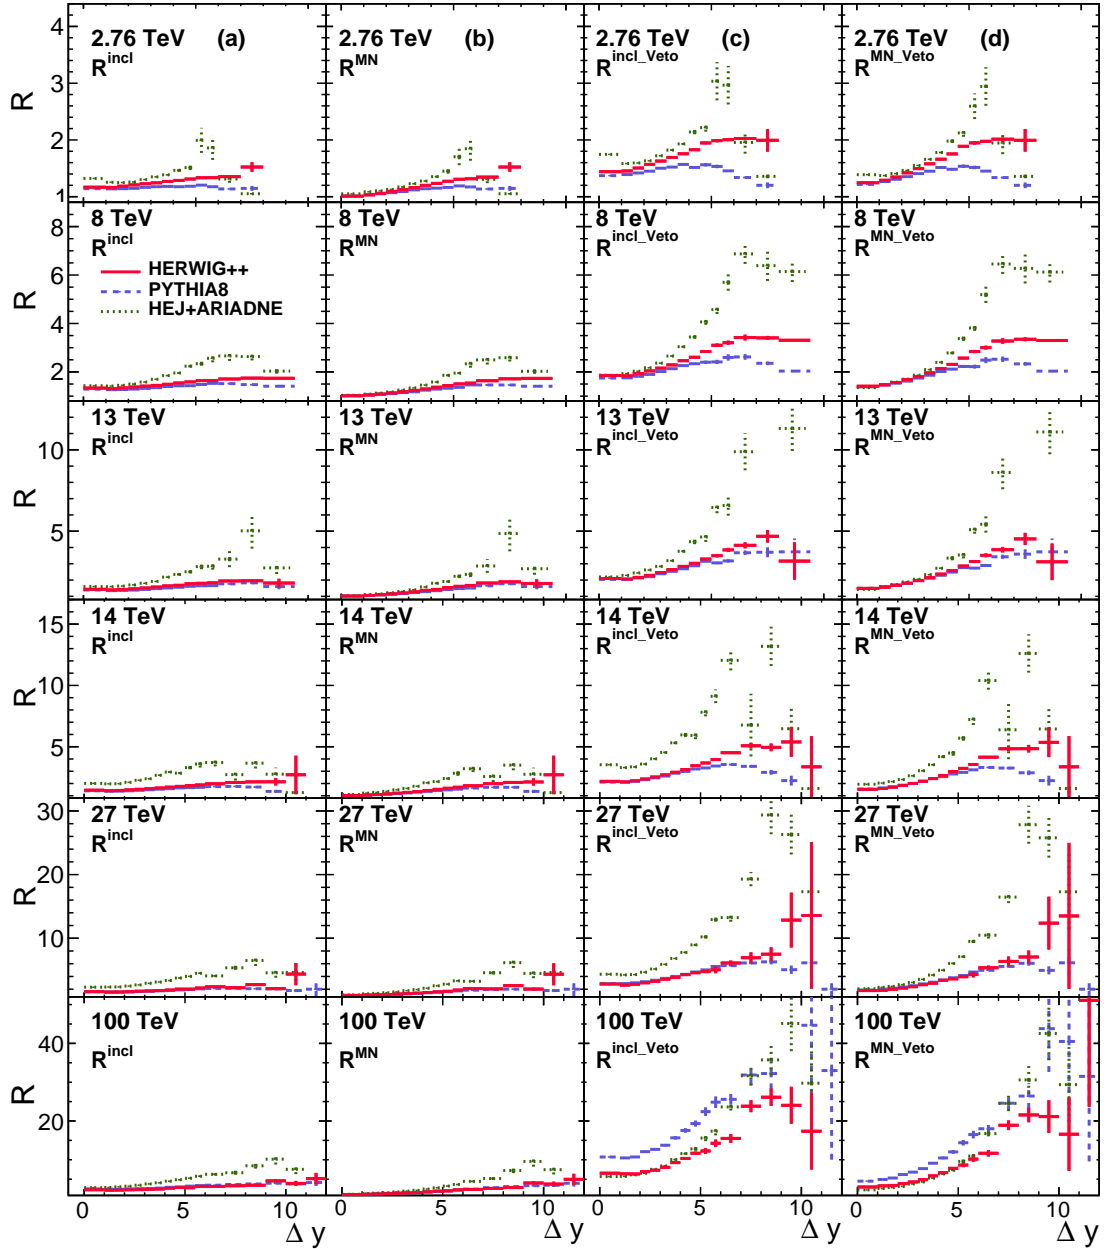 2.76 TeV (a) 2.76 TeV (b) 2.76 TeV (c) 2.76 TeV (d)
R^incl R^MN R^incl_Veto R^MN_Veto
R
4
3
2
1
8 TeV 8 TeV 8 TeV 8 TeV
R^incl R^MN R^incl_Veto R^MN_Veto
HERWIG++
PYTHIA8
HEJ+ARIADNE
R
8
6
4
2
13 TeV 13 TeV 13 TeV 13 TeV
R^incl R^MN R^incl_Veto R^MN_Veto
R
10
5
14 TeV 14 TeV 14 TeV 14 TeV
R^incl R^MN R^incl_Veto R^MN_Veto
R
15
10
5
27 TeV 27 TeV 27 TeV 27 TeV
R^incl R^MN R^incl_Veto R^MN_Veto
R
30
20
10
0
100 TeV 100 TeV 100 TeV 100 TeV
R^incl R^MN R^incl_Veto R^MN_Veto
R
40
20
0 5 10 0 5 10 0 5 10 0 5 10
Δ y Δ y Δ y Δ y